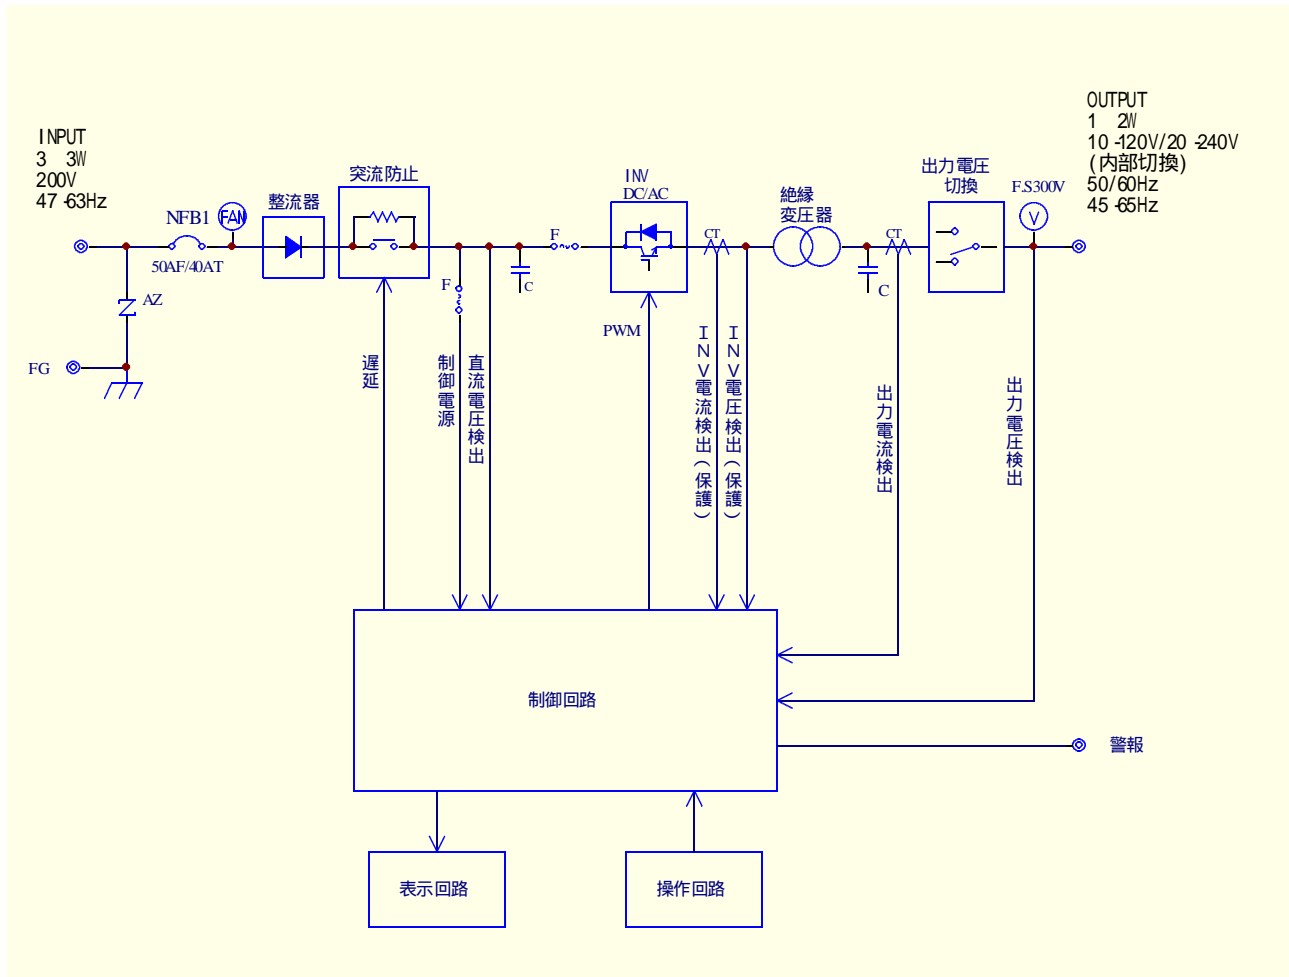 INPUT
3 3W
200V
47-63Hz
NFB1
FAN
50AF/40AT
AZ
FG
整流器
突流防止
F
C
F
INV
DC/AC
CT
絶縁
変圧器
CT
C
出力電圧
切換
F.S300V
V
OUTPUT
1 2W
10-120V/20-240V
(内部切換)
50/60Hz
45-65Hz
遅延
制御電源
直流電圧検出
PWM
INV電流検出(保護)
INV電圧検出(保護)
出力電流検出
出力電圧検出
制御回路
警報
表示回路
操作回路